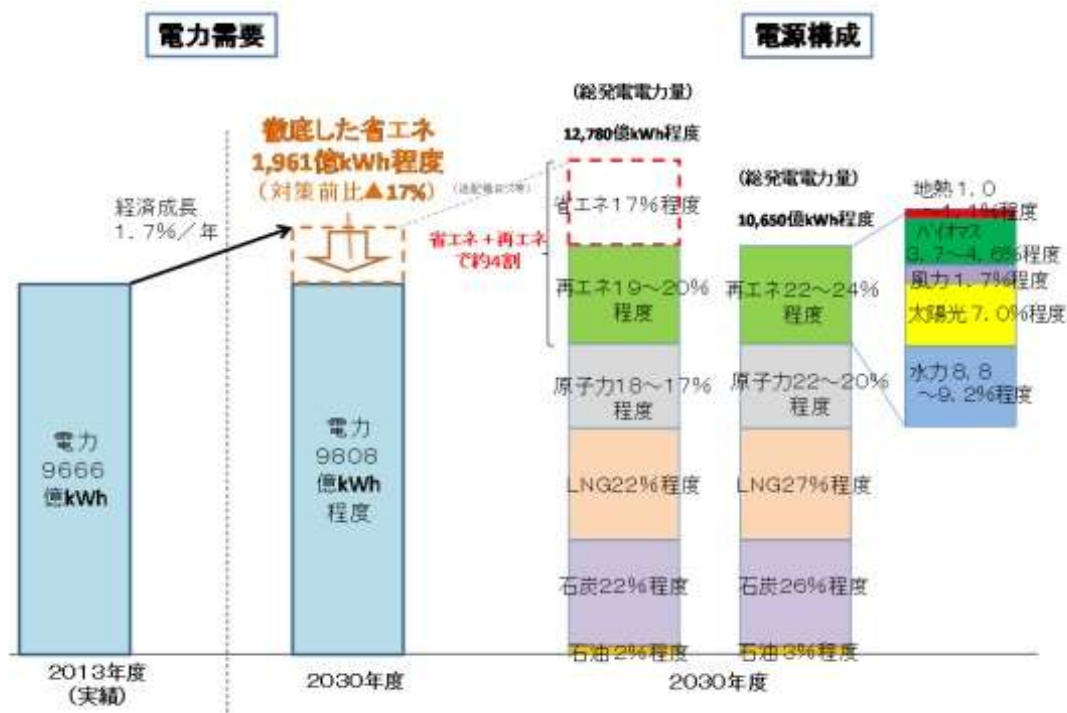 電力需要
電源構成
徹底した省エネ
1,961億kWh程度
(対策前比▲17%)
経済成長
１．７％／年
電力
９６６６
億kWh
電力
９８０８
億kWh
程度
2013年度
(実績)
2030年度
(総発電電力量)
12,780億kWh程度
省エネ＋再エネ
で約4割
省エネ１７％程度
再エネ１９～２０％
程度
原子力１８～１７％
程度
LNG２２％程度
石炭２２％程度
石油２％程度
(総発電電力量)
10,650億kWh程度
再エネ２２～２４％
程度
原子力２２～２０％
程度
LNG２７％程度
石炭２６％程度
石油３％程度
2030年度
地熱１．０
～１．１％程度
バイオマス
３．７～４．６％程度
風力１．７％程度
太陽光７．０％程度
水力８．８
～９．２％程度